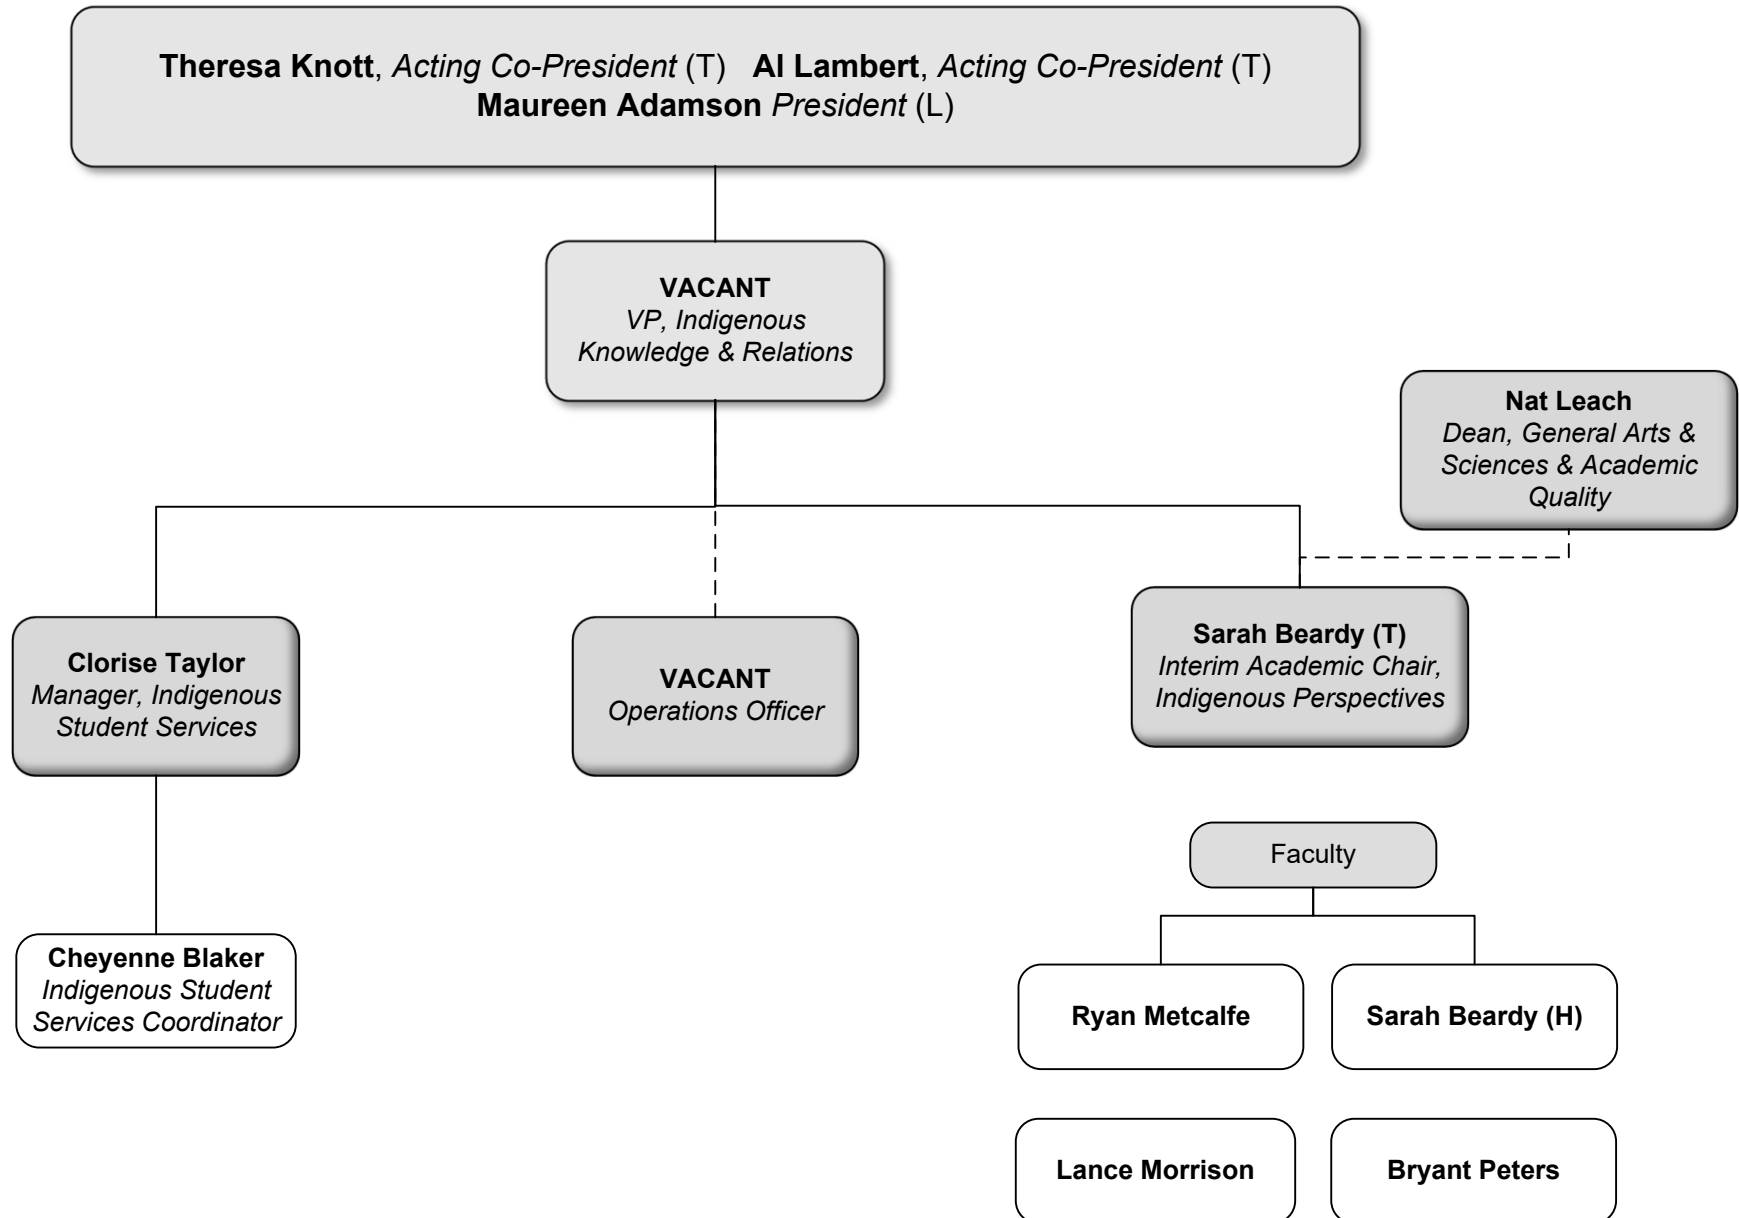 Theresa Knott, Acting Co-President (T) Al Lambert, Acting Co-President (T)
Maureen Adamson President (L)
VACANT
VP, Indigenous
Knowledge & Relations
Nat Leach
Dean, General Arts &
Sciences & Academic
Quality
Clorise Taylor
Manager, Indigenous
Student Services
VACANT
Operations Officer
Sarah Beardy (T)
Interim Academic Chair,
Indigenous Perspectives
Faculty
Cheyenne Blaker
Indigenous Student
Services Coordinator
Ryan Metcalfe
Sarah Beardy (H)
Lance Morrison
Bryant Peters